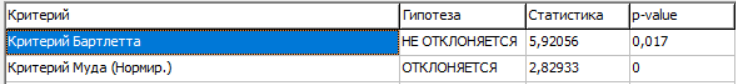 Критерий Гипотеза Статистика p-value
Критерий Бартлетта НЕ ОТКЛОНЯЕТСЯ 5,92056 0,017
Критерий Муда (Нормир.) ОТКЛОНЯЕТСЯ 2,82933 0